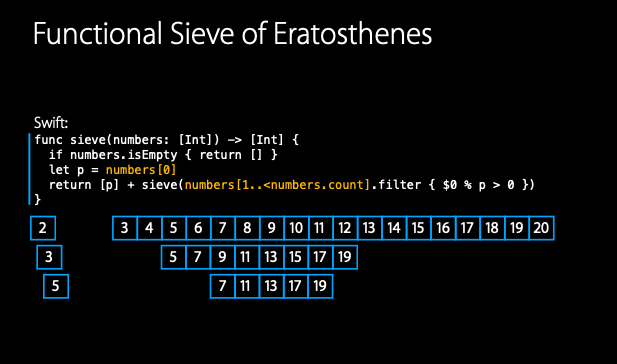 Functional Sieve of Eratosthenes
Swift:
func sieve(numbers: [Int]) -> [Int] {
  if numbers.isEmpty { return [] }
  let p = numbers[0]
  return [p] + sieve(numbers[1..<numbers.count].filter { $0 % p > 0 })
}
2 3 4 5 6 7 8 9 10 11 12 13 14 15 16 17 18 19 20
3 5 7 9 11 13 15 17 19
5 7 11 13 17 19